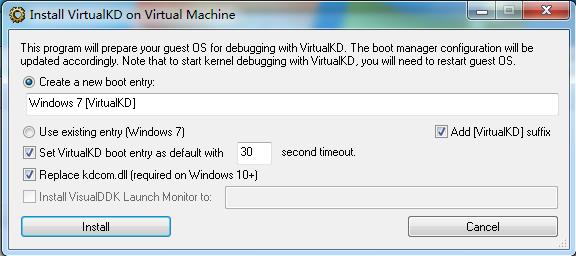 Install VirtualKD on Virtual Machine
This program will prepare your guest OS for debugging with VirtualKD. The boot manager configuration will be
updated accordingly. Note that to start kernel debugging with VirtualKD, you will need to restart guest OS.
Create a new boot entry:
Windows 7 [VirtualKD]
Use existing entry (Windows 7)
Add [VirtualKD] suffix
Set VirtualKD boot entry as default with 30 second timeout.
Replace kdcom.dll (required on Windows 10+)
Install VisualDDK Launch Monitor to:
Install Cancel